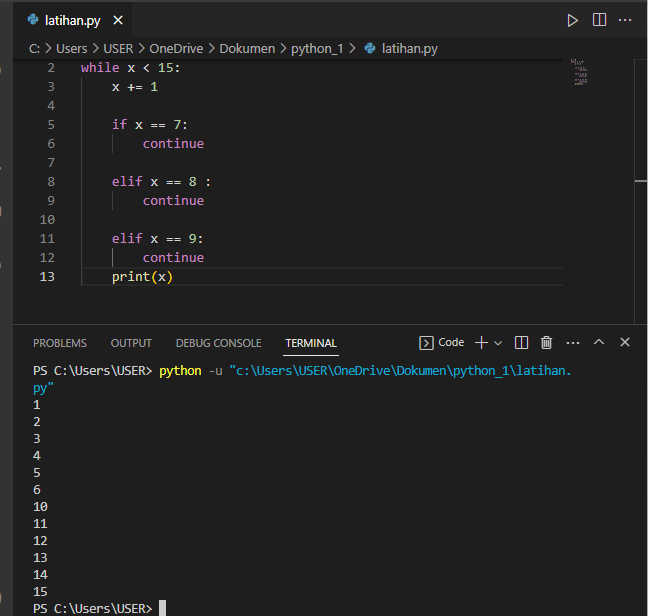 latihan.py
C: > Users > USER > OneDrive > Dokumen > python_1 > latihan.py
2 while x < 15:
3 x += 1
4
5 if x == 7:
6 continue
7
8 elif x == 8 :
9 continue
10
11 elif x == 9:
12 continue
13 print(x)
PROBLEMS OUTPUT DEBUG CONSOLE TERMINAL Code
PS C:\Users\USER> python -u "c:\Users\USER\OneDrive\Dokumen\python_1\latihan.
py"
1
2
3
4
5
6
10
11
12
13
14
15
PS C:\Users\USER>